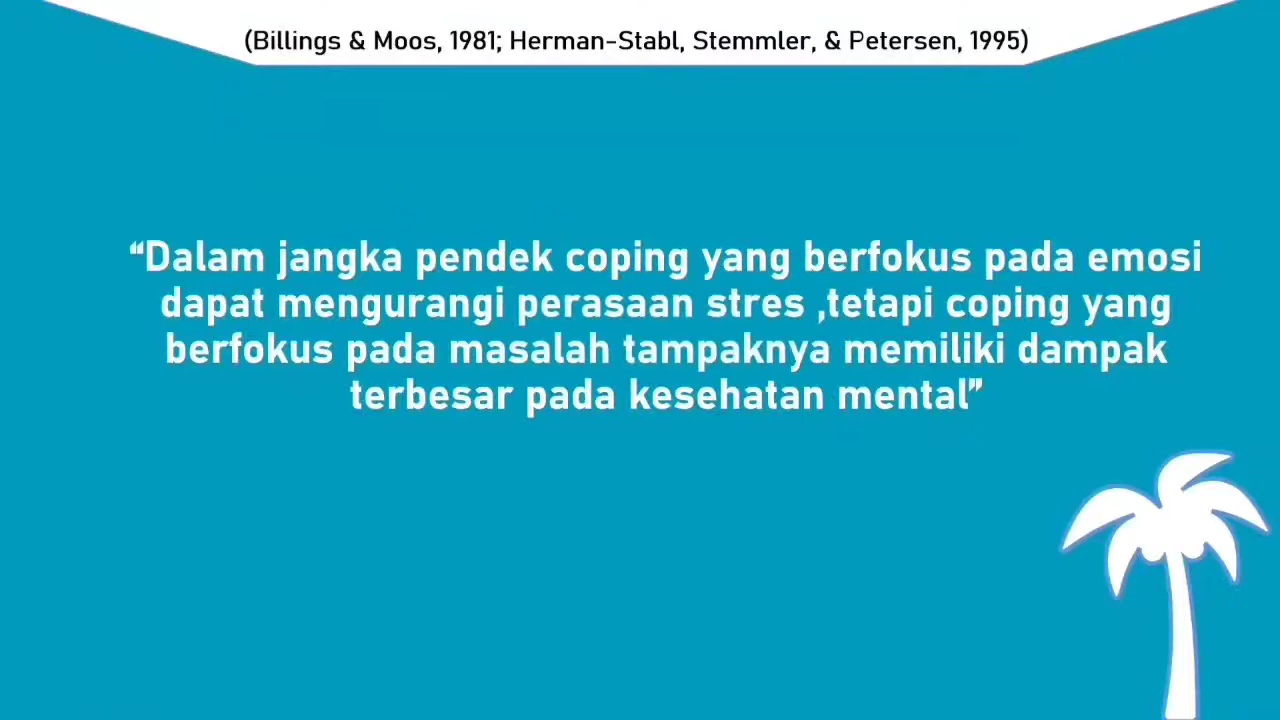 (Billings & Moos, 1981; Herman-Stabl, Stemmler, & Petersen, 1995)
“Dalam jangka pendek coping yang berfokus pada emosi
dapat mengurangi perasaan stres ,tetapi coping yang
berfokus pada masalah tampaknya memiliki dampak
terbesar pada kesehatan mental”